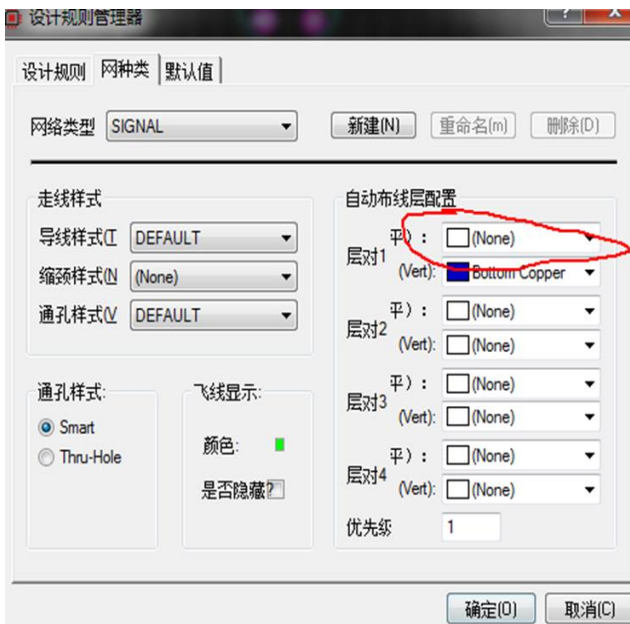 设计规则管理器
设计规则 网种类 默认值
网络类型 SIGNAL 新建(N) 重命名(m) 删除(D)
走线样式
导线样式(T DEFAULT
缩颈样式(N (None)
通孔样式(V DEFAULT
自动布线层配置
层对1 平）: (None)
(Vert): Bottom Copper
层对2 平）: (None)
(Vert): (None)
层对3 平）: (None)
(Vert): (None)
层对4 平）: (None)
(Vert): (None)
优先级 1
通孔样式:
Smart
Thru-Hole
飞线显示:
颜色:
是否隐藏?
确定(O) 取消(C)